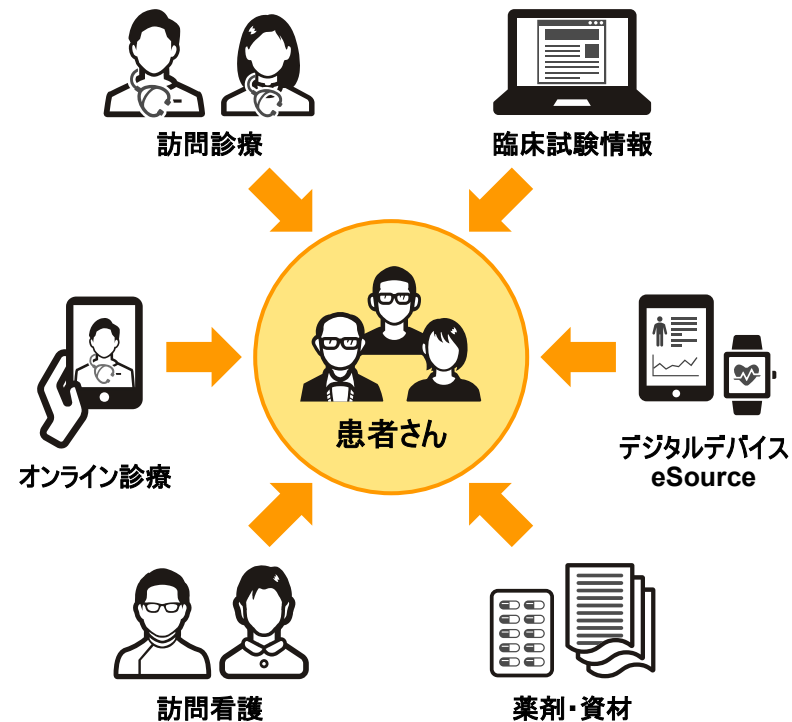 訪問診療
臨床試験情報
患者さん
オンライン診療
デジタルデバイス
eSource
訪問看護
薬剤・資材